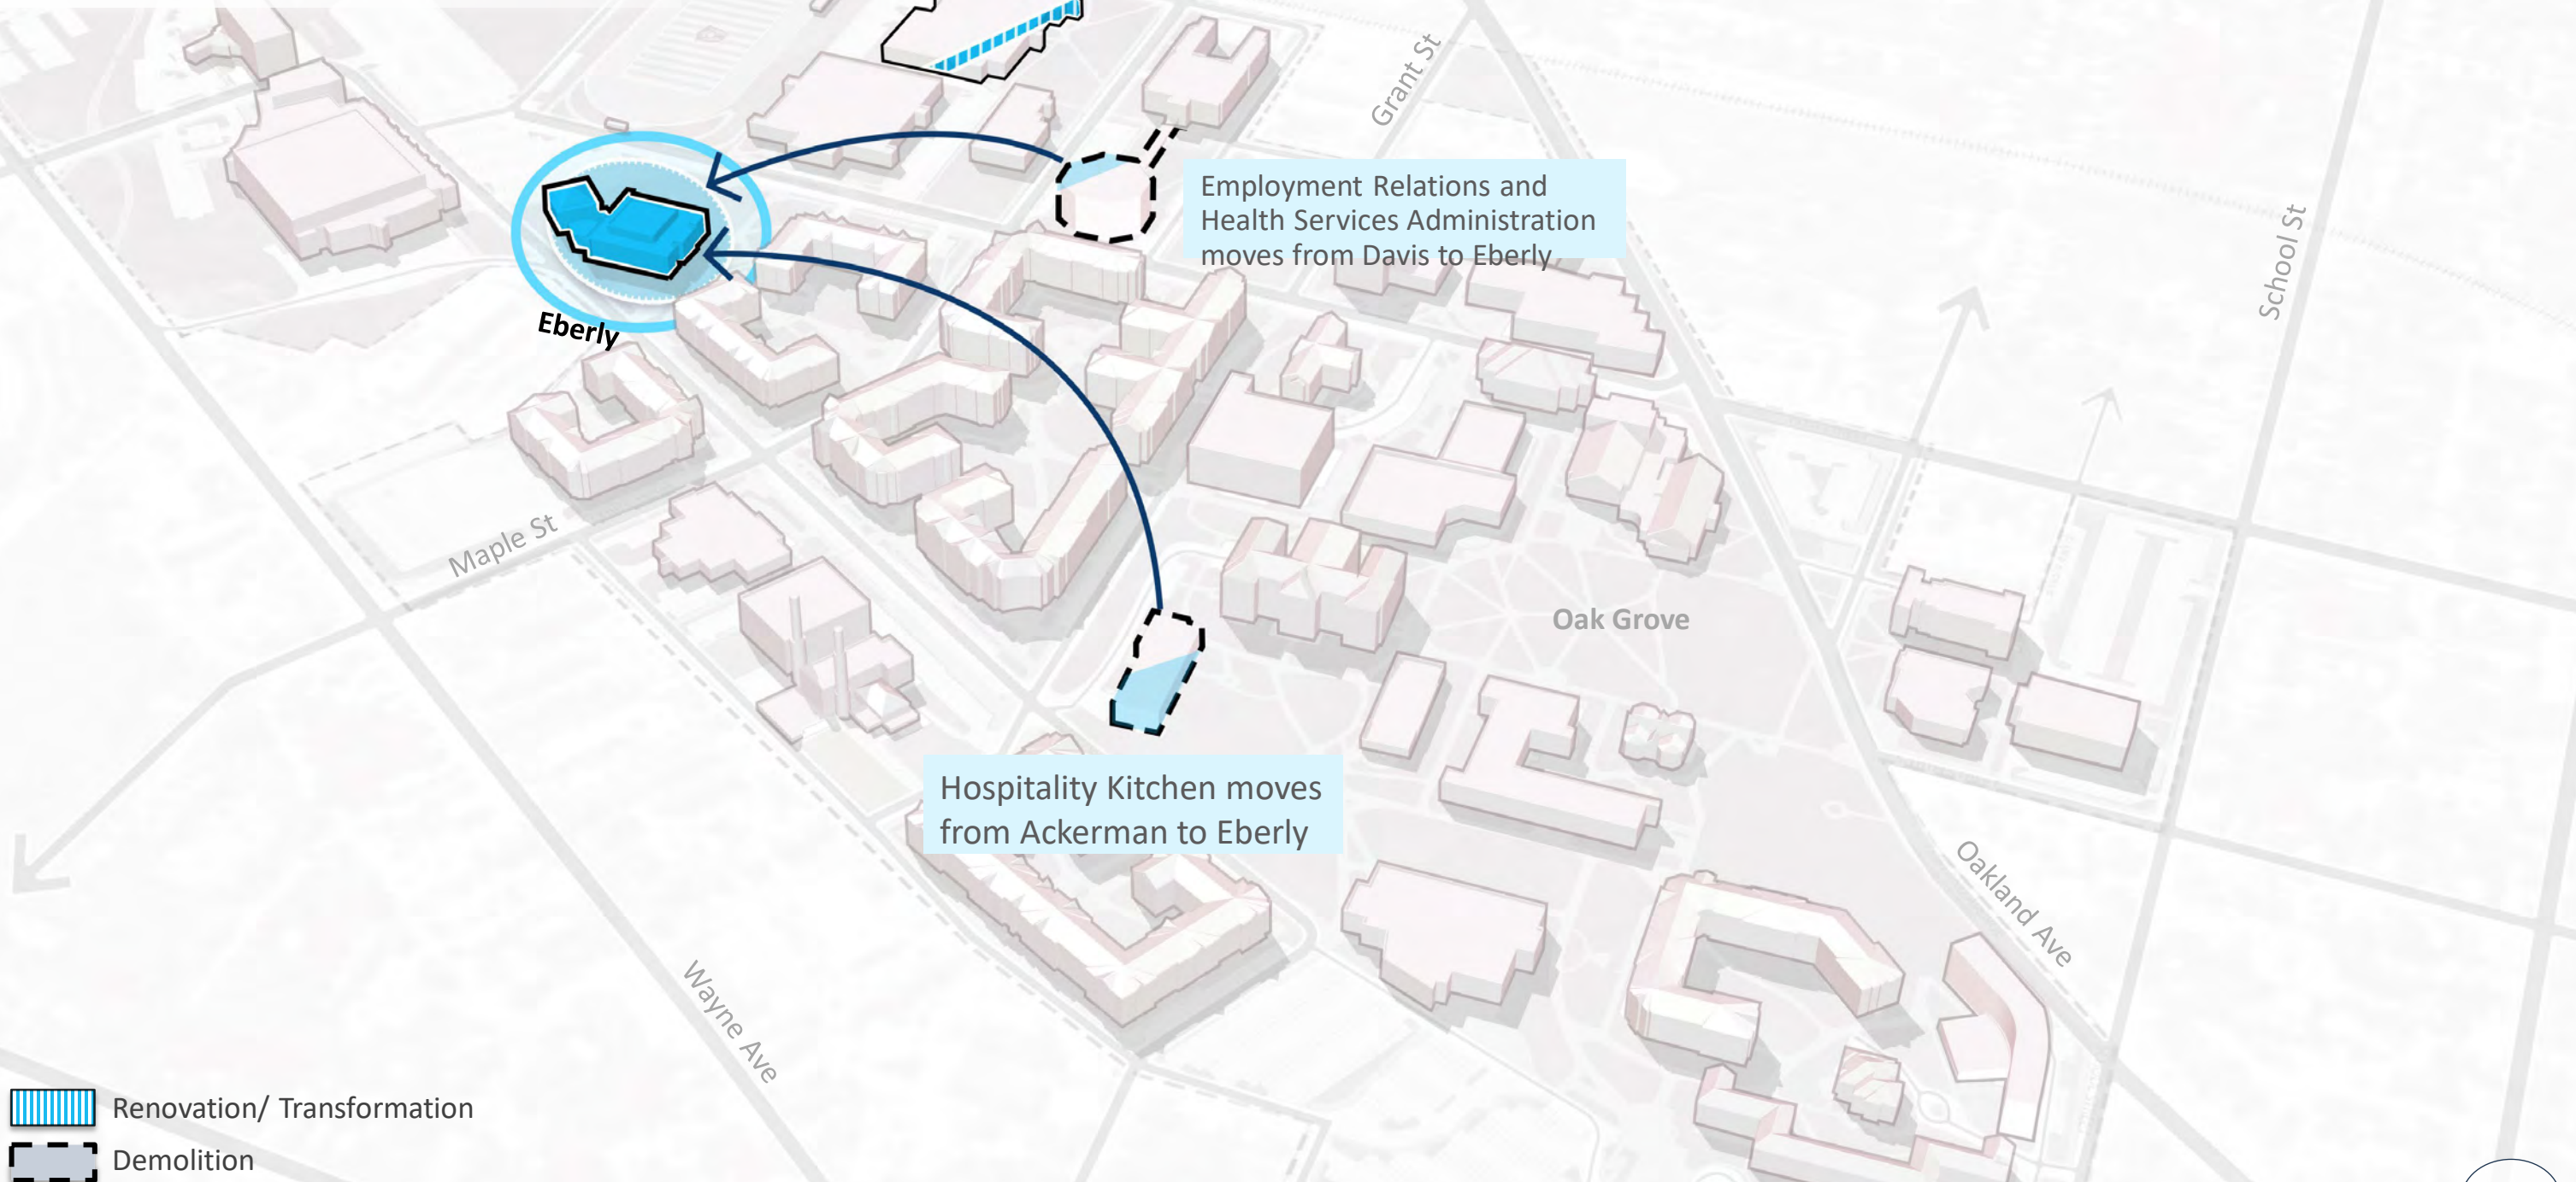 Grant St
Employment Relations and
Health Services Administration
moves from Davis to Eberly
School St
Eberly
Maple St
Oak Grove
Hospitality Kitchen moves
from Ackerman to Eberly
Oakland Ave
Wayne Ave
Renovation/ Transformation
Demolition